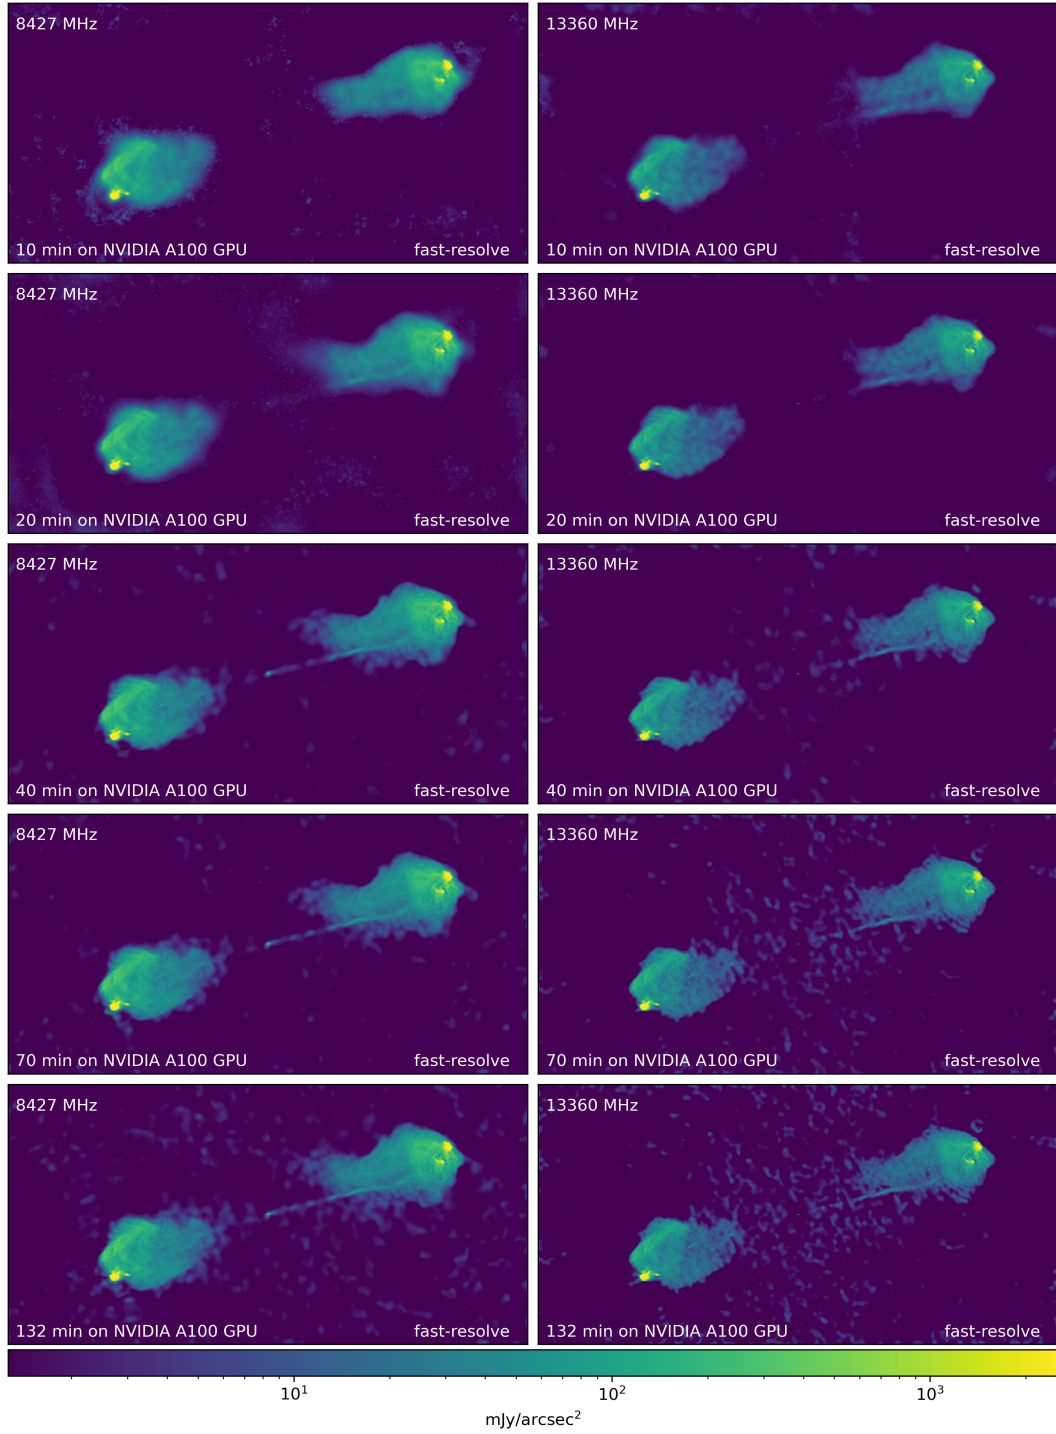 8427 MHz
13360 MHz
10 min on NVIDIA A100 GPU
fast-resolve
10 min on NVIDIA A100 GPU
fast-resolve
8427 MHz
13360 MHz
20 min on NVIDIA A100 GPU
fast-resolve
20 min on NVIDIA A100 GPU
fast-resolve
8427 MHz
13360 MHz
40 min on NVIDIA A100 GPU
fast-resolve
40 min on NVIDIA A100 GPU
fast-resolve
8427 MHz
13360 MHz
70 min on NVIDIA A100 GPU
fast-resolve
70 min on NVIDIA A100 GPU
fast-resolve
8427 MHz
13360 MHz
132 min on NVIDIA A100 GPU
fast-resolve
132 min on NVIDIA A100 GPU
fast-resolve
10¹
10²
10³
mJy/arcsec²